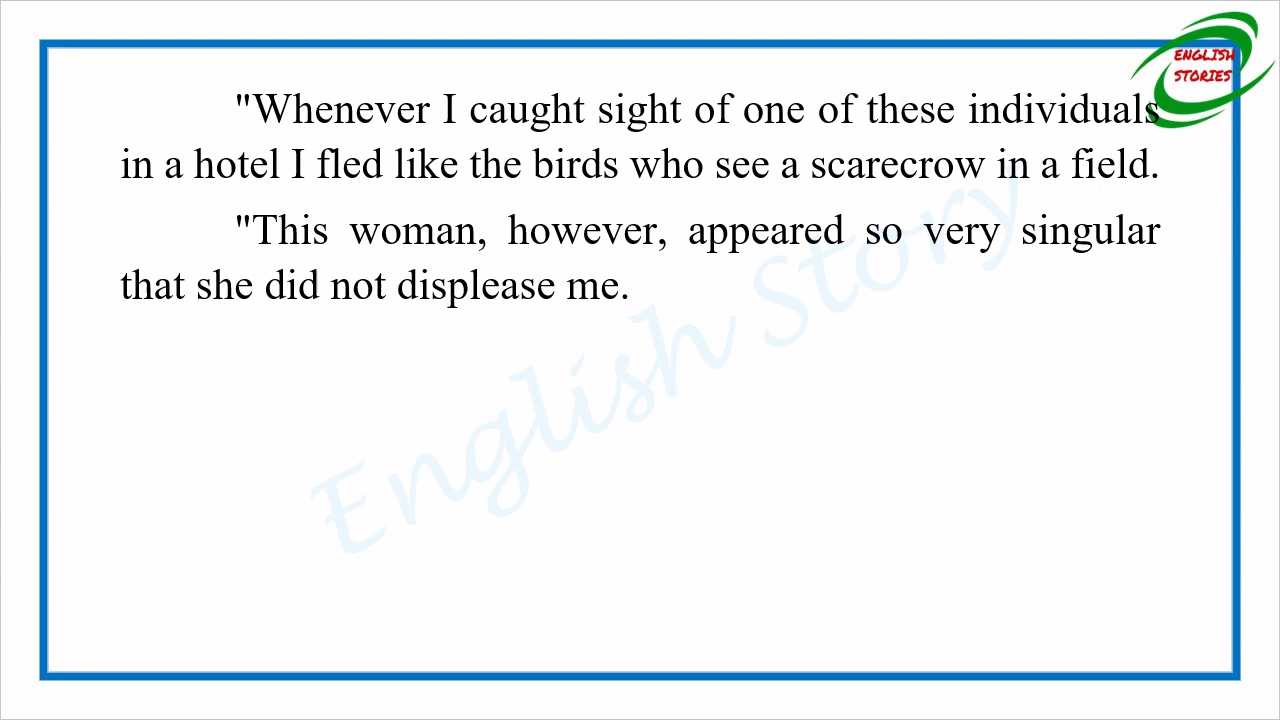 ENGLISH
STORIES
"Whenever I caught sight of one of these individuals
in a hotel I fled like the birds who see a scarecrow in a field.
"This woman, however, appeared so very singular
that she did not displease me.
English Story